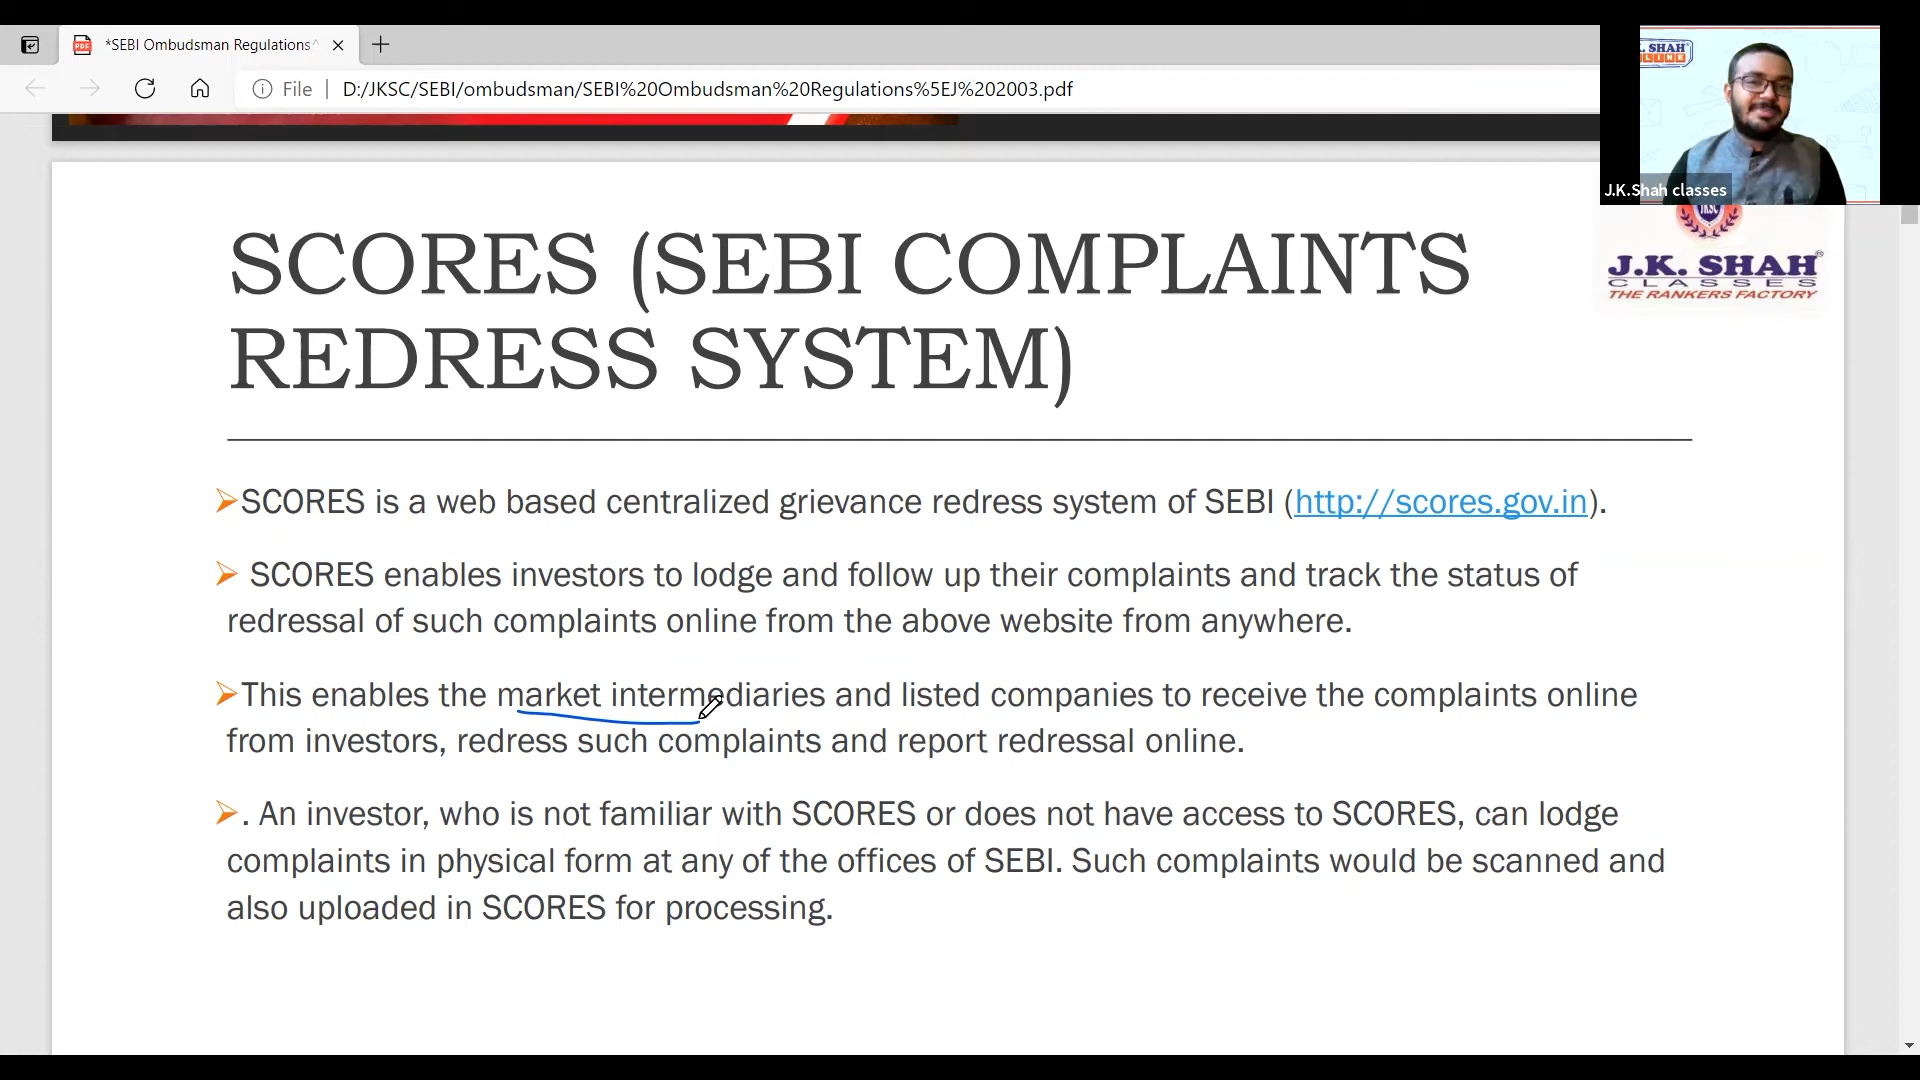 *SEBI Ombudsman Regulations^
File
D:/JKSC/SEBI/ombudsman/SEBI%20Ombudsman%20Regulations%5EJ%202003.pdf
K. SHAH
LINE
J.K.Shah classes
JKSC
J.K. SHAH®
CLASSES
THE RANKERS FACTORY
SCORES (SEBI COMPLAINTS
REDRESS SYSTEM)
SCORES is a web based centralized grievance redress system of SEBI (http://scores.gov.in).
SCORES enables investors to lodge and follow up their complaints and track the status of
redressal of such complaints online from the above website from anywhere.
This enables the market intermediaries and listed companies to receive the complaints online
from investors, redress such complaints and report redressal online.
. An investor, who is not familiar with SCORES or does not have access to SCORES, can lodge
complaints in physical form at any of the offices of SEBI. Such complaints would be scanned and
also uploaded in SCORES for processing.